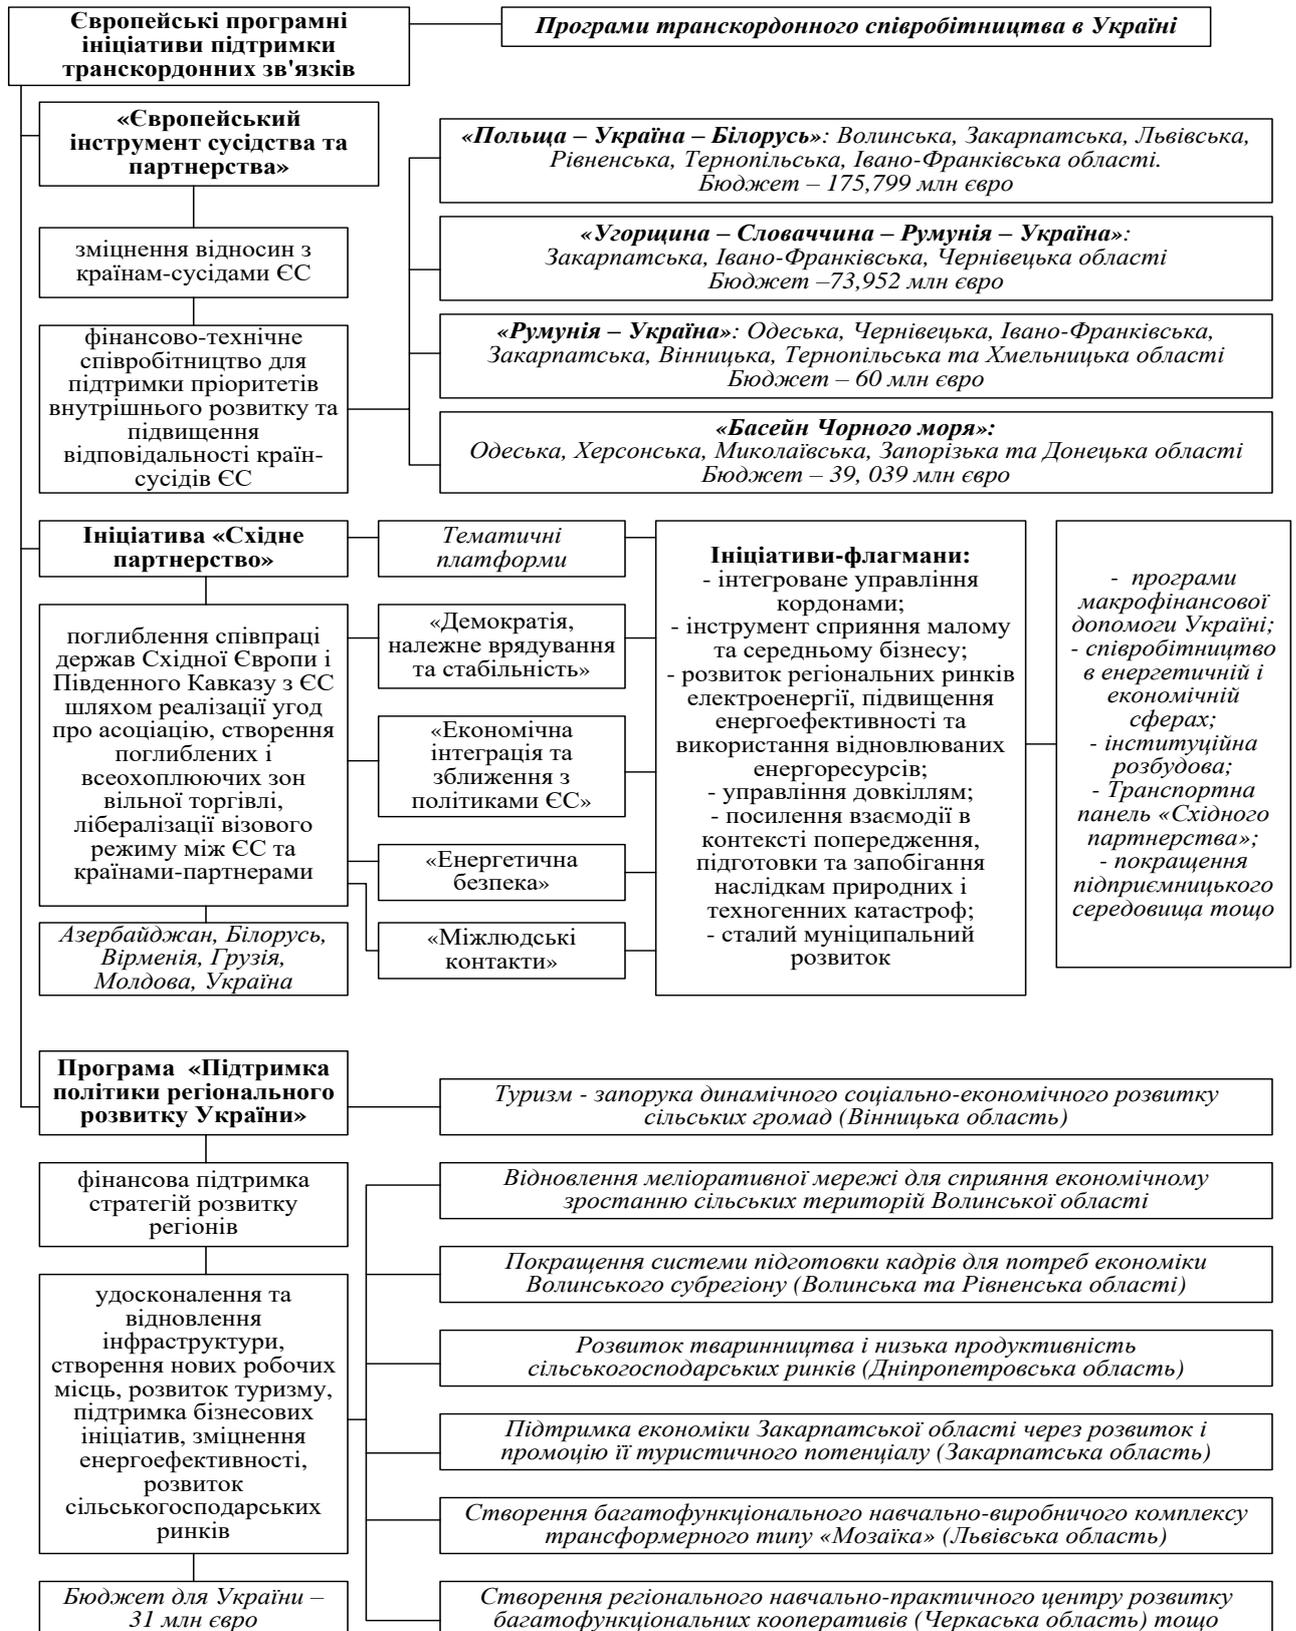 Європейські програмні
ініціативи підтримки
транскордонних зв'язків
Програми транскордонного співробітництва в Україні
«Європейський
інструмент сусідства та
партнерства»
зміцнення відносин з
країнам-сусідами ЄС
фінансово-технічне
співробітництво для
підтримки пріоритетів
внутрішнього розвитку та
підвищення
відповідальності країн-
сусідів ЄС
«Польща – Україна – Білорусь»: Волинська, Закарпатська, Львівська,
Рівненська, Тернопільська, Івано-Франківська області.
Бюджет – 175,799 млн євро
«Угорщина – Словаччина – Румунія – Україна»:
Закарпатська, Івано-Франківська, Чернівецька області
Бюджет –73,952 млн євро
«Румунія – Україна»: Одеська, Чернівецька, Івано-Франківська,
Закарпатська, Вінницька, Тернопільська та Хмельницька області
Бюджет – 60 млн євро
«Басейн Чорного моря»:
Одеська, Херсонська, Миколаївська, Запорізька та Донецька області
Бюджет – 39, 039 млн євро
Ініціатива «Східне
партнерство»
поглиблення співпраці
держав Східної Європи і
Південного Кавказу з ЄС
шляхом реалізації угод
про асоціацію, створення
поглиблених і
всеохоплюючих зон
вільної торгівлі,
лібералізації візового
режиму між ЄС та
країнами-партнерами
Азербайджан, Білорусь,
Вірменія, Грузія,
Молдова, Україна
Тематичні
платформи
«Демократія,
належне врядування
та стабільність»
«Економічна
інтеграція та
зближення з
політиками ЄС»
«Енергетична
безпека»
«Міжлюдські
контакти»
Ініціативи-флагмани:
- інтегроване управління
кордонами;
- інструмент сприяння малому
та середньому бізнесу;
- розвиток регіональних ринків
електроенергії, підвищення
енергоефективності та
використання відновлюваних
енергоресурсів;
- управління довкіллям;
- посилення взаємодії в
контексті попередження,
підготовки та запобігання
наслідкам природних і
техногенних катастроф;
- сталий муніципальний
розвиток
- програми
макрофінансової
допомоги Україні;
- співробітництво
в енергетичній і
економічній
сферах;
- інституційна
розбудова;
- Транспортна
панель «Східного
партнерства»;
- покращення
підприємницького
середовища тощо
Програма «Підтримка
політики регіонального
розвитку України»
фінансова підтримка
стратегій розвитку
регіонів
удосконалення та
відновлення
інфраструктури,
створення нових робочих
місць, розвиток туризму,
підтримка бізнесових
ініціатив, зміцнення
енергоефективності,
розвиток
сільськогосподарських
ринків
Бюджет для України –
31 млн євро
Туризм - запорука динамічного соціально-економічного розвитку
сільських громад (Вінницька область)
Відновлення меліоративної мережі для сприяння економічному
зростанню сільських територій Волинської області
Покращення системи підготовки кадрів для потреб економіки
Волинського субрегіону (Волинська та Рівненська області)
Розвиток тваринництва і низька продуктивність
сільськогосподарських ринків (Дніпропетровська область)
Підтримка економіки Закарпатської області через розвиток і
промоцію її туристичного потенціалу (Закарпатська область)
Створення багатофункціонального навчально-виробничого комплексу
трансформерного типу «Мозаїка» (Львівська область)
Створення регіонального навчально-практичного центру розвитку
багатофункціональних кооперативів (Черкаська область) тощо